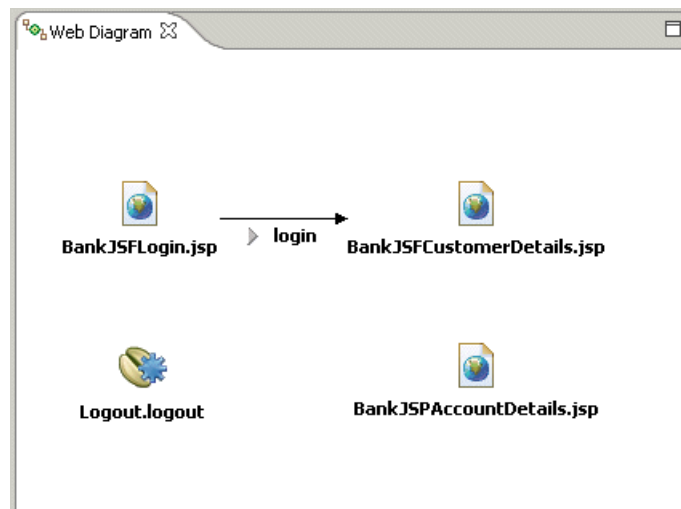 Web Diagram
BankJSFLogin.jsp
login
BankJSFCustomerDetails.jsp
Logout.logout
BankJSPAccountDetails.jsp